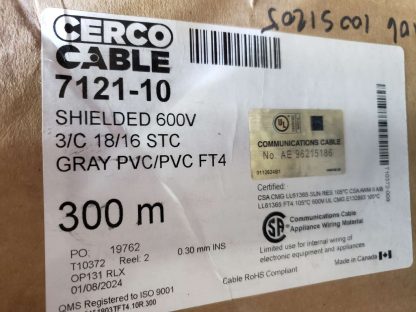 106 1005120S
CERCO
CABLE
7121-10
SHIELDED 600V
3/C 18/16 STC
GRAY PVC/PVC FT4
300 m
UL
COMMUNICATIONS CABLE
No. AE 96215186
Certified:
Communications Cable
Appliance Wiring Material
Limited for internal wiring of
electronic equipment and appliances
Cable RoHS Compliant
Made in Canada
PO. 19762
T10372 Reel: 2 0.30 mm INS
OP131 RLX
01/08/2024
QMS Registered to ISO 9001